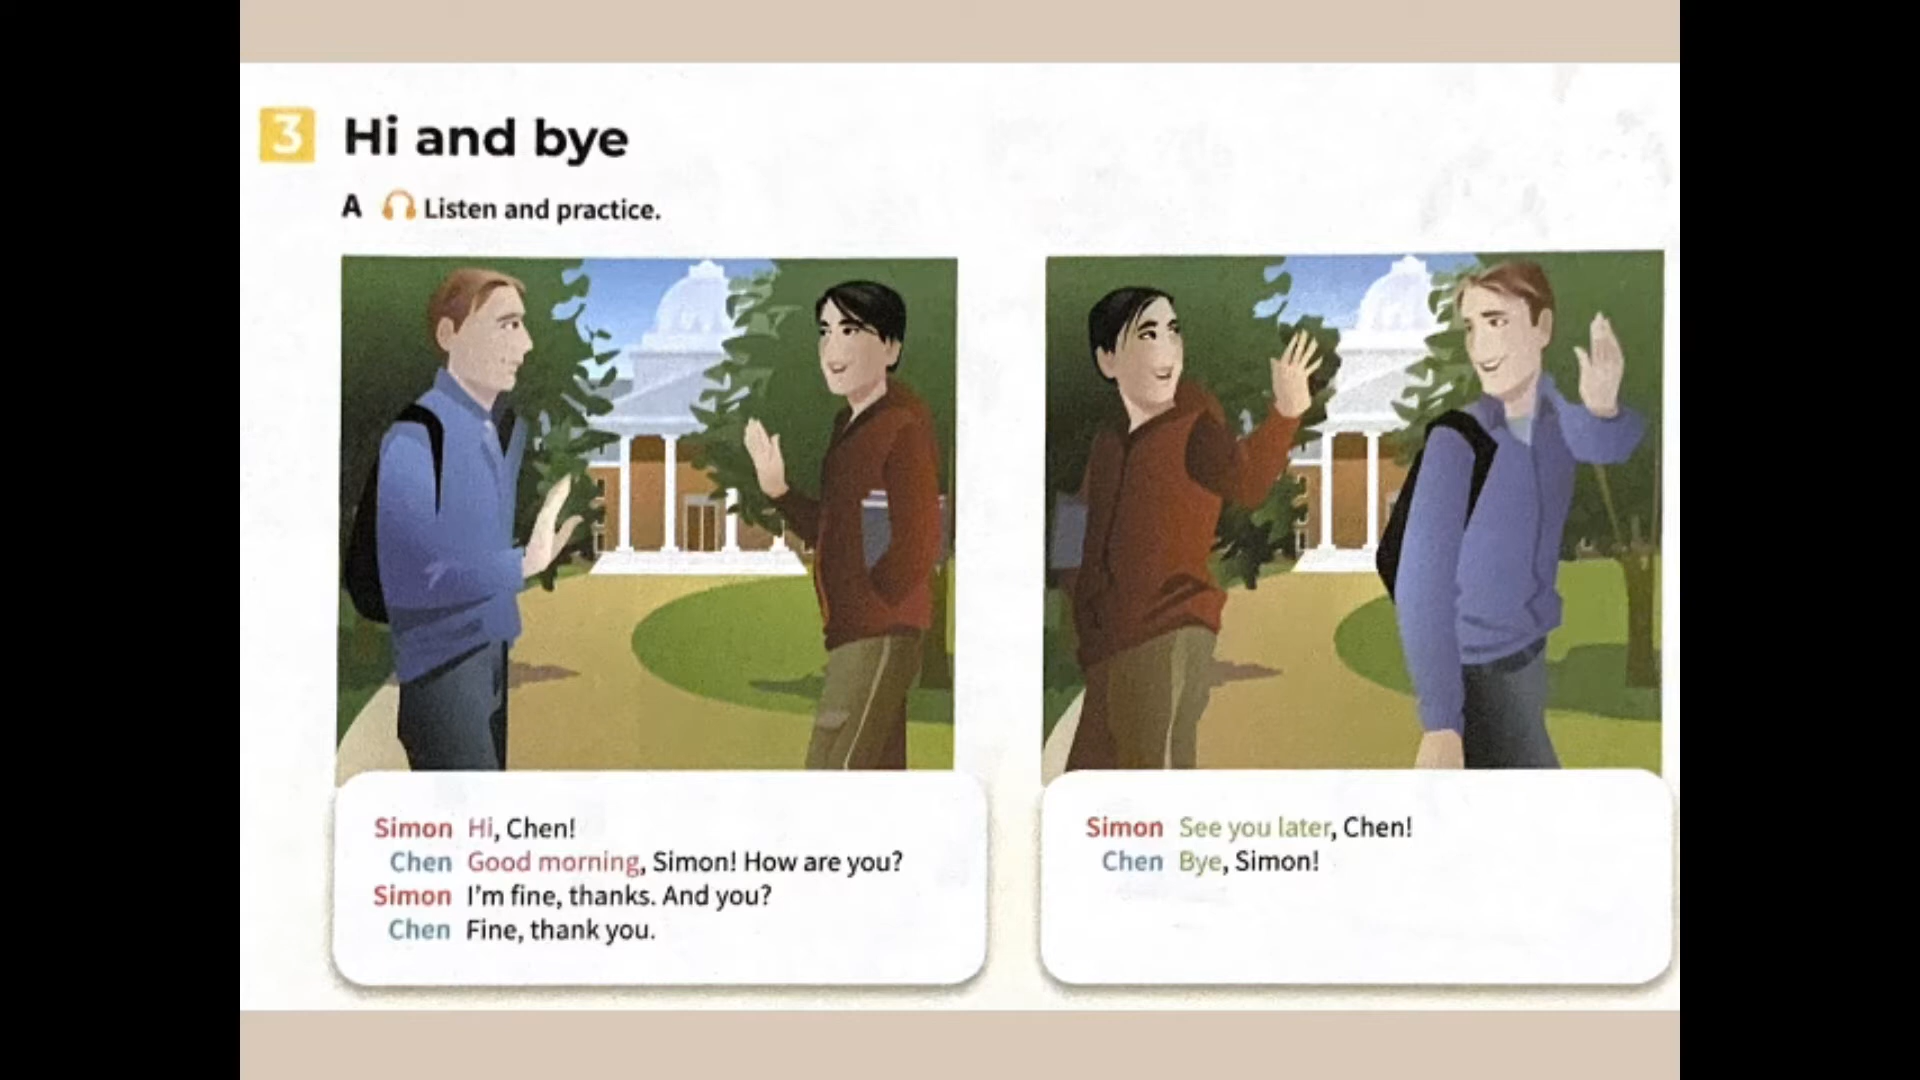 3 Hi and bye
A Listen and practice.
Simon Hi, Chen!
Chen Good morning, Simon! How are you?
Simon I'm fine, thanks. And you?
Chen Fine, thank you.
Simon See you later, Chen!
Chen Bye, Simon!